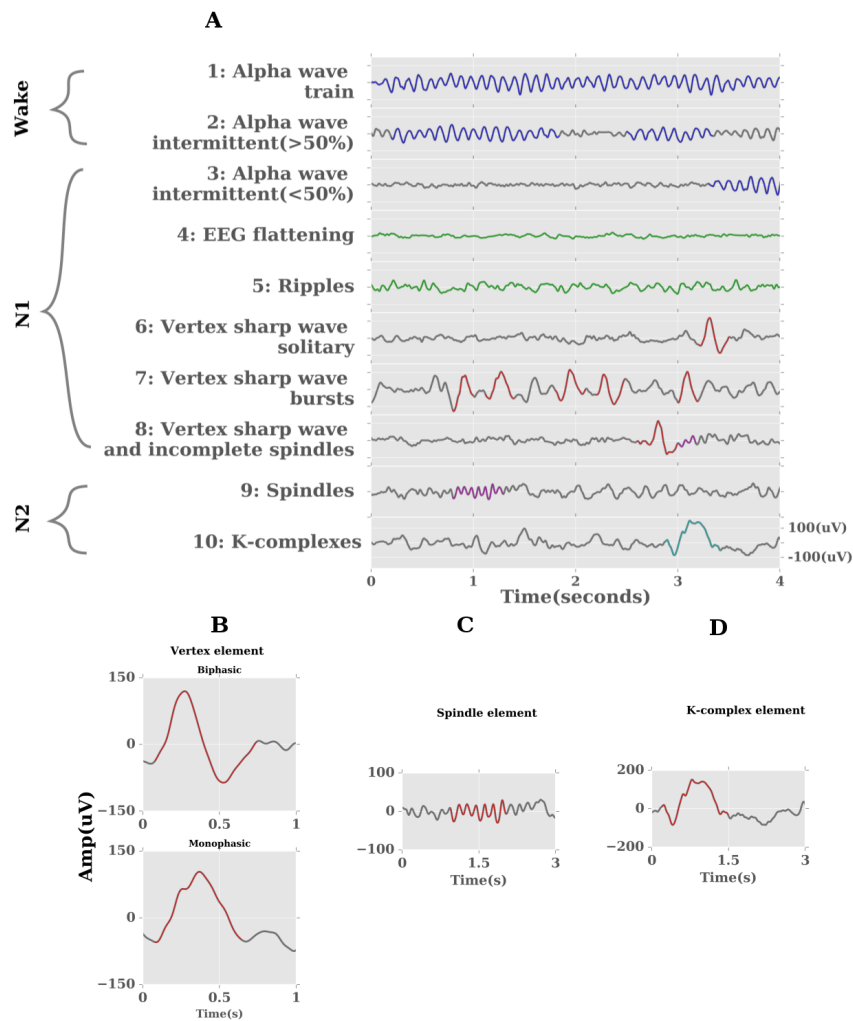 A
Wake
N1
N2
1: Alpha wave
train
2: Alpha wave
intermittent(>50%)
3: Alpha wave
intermittent(<50%)
4: EEG flattening
5: Ripples
6: Vertex sharp wave
solitary
7: Vertex sharp wave
bursts
8: Vertex sharp wave
and incomplete spindles
9: Spindles
10: K-complexes
100(uV)
-100(uV)
0 1 2 3 4
Time(seconds)
B
Vertex element
Biphasic
150
0
−150
0 0.5 1
Amp(uV)
Monophasic
150
0
−150
0 0.5 1
Time(s)
C
Spindle element
100
0
−100
0 1.5 3
Time(s)
D
K-complex element
200
0
−200
0 1.5 3
Time(s)